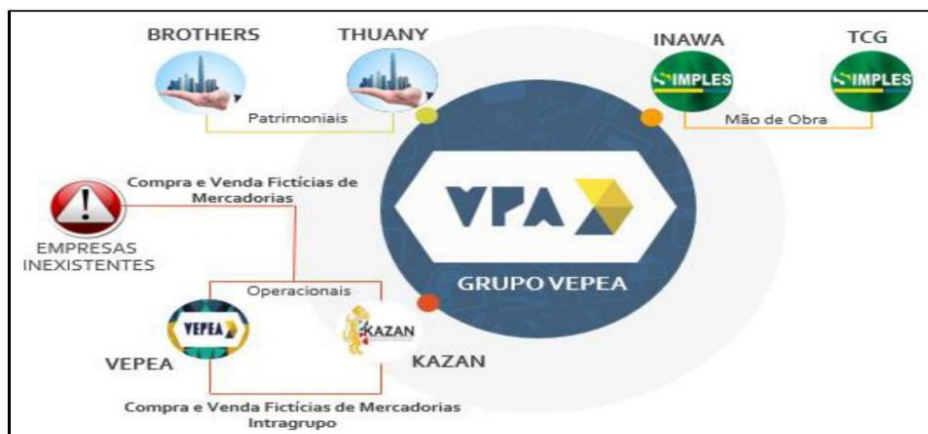 BROTHERS
THUANY
Patrimoniais
INAWA
TCG
SIMPLES
SIMPLES
Mão de Obra
Compra e Venda Fictícias de
Mercadorias
EMPRESAS
INEXISTENTES
VPA
GRUPO VEPEA
Operacionais
VEPEA
KAZAN
VEPEA
KAZAN
Compra e Venda Fictícias de Mercadorias
Intragrupo